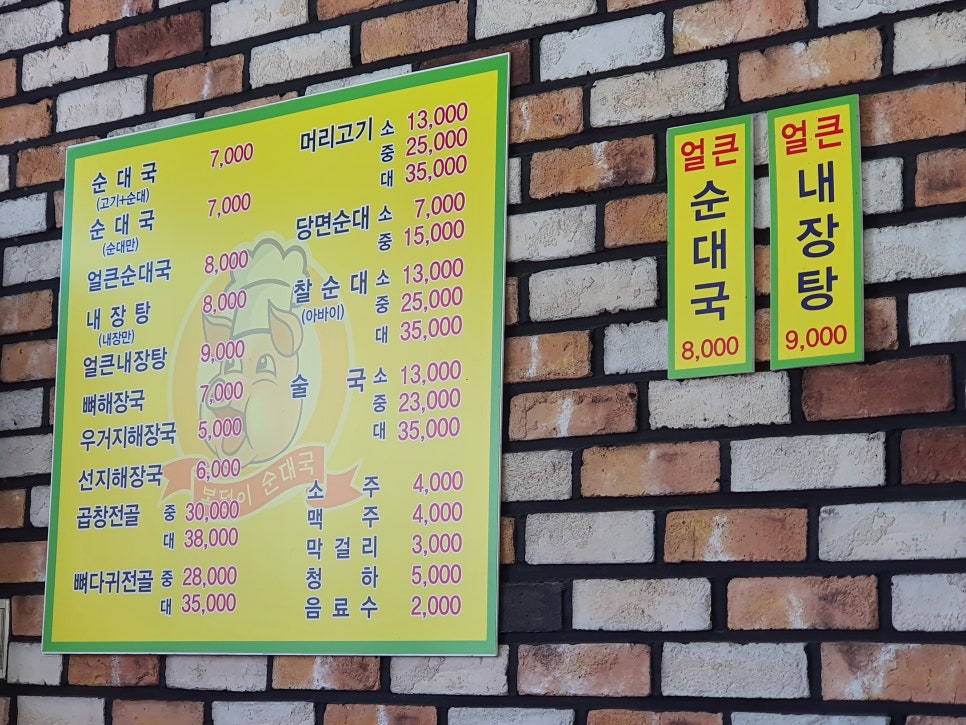 순대국 7,000
(고기+순대)
순대국 7,000
(순대만)
얼큰순대국 8,000
내장탕 8,000
(내장만)
얼큰내장탕 9,000
뼈해장국 7,000
우거지해장국 5,000
선지해장국 6,000
곱창전골 중 30,000
대 38,000
뼈다귀전골 중 28,000
대 35,000
머리고기 소 13,000
중 25,000
대 35,000
당면순대 소 7,000
중 15,000
찰순대 소 13,000
(아바이) 중 25,000
대 35,000
술국 소 13,000
중 23,000
대 35,000
소주 4,000
맥주 4,000
막걸리 3,000
청하 5,000
음료수 2,000
순대국
얼큰
순대국
8,000
얼큰
내장탕
9,000